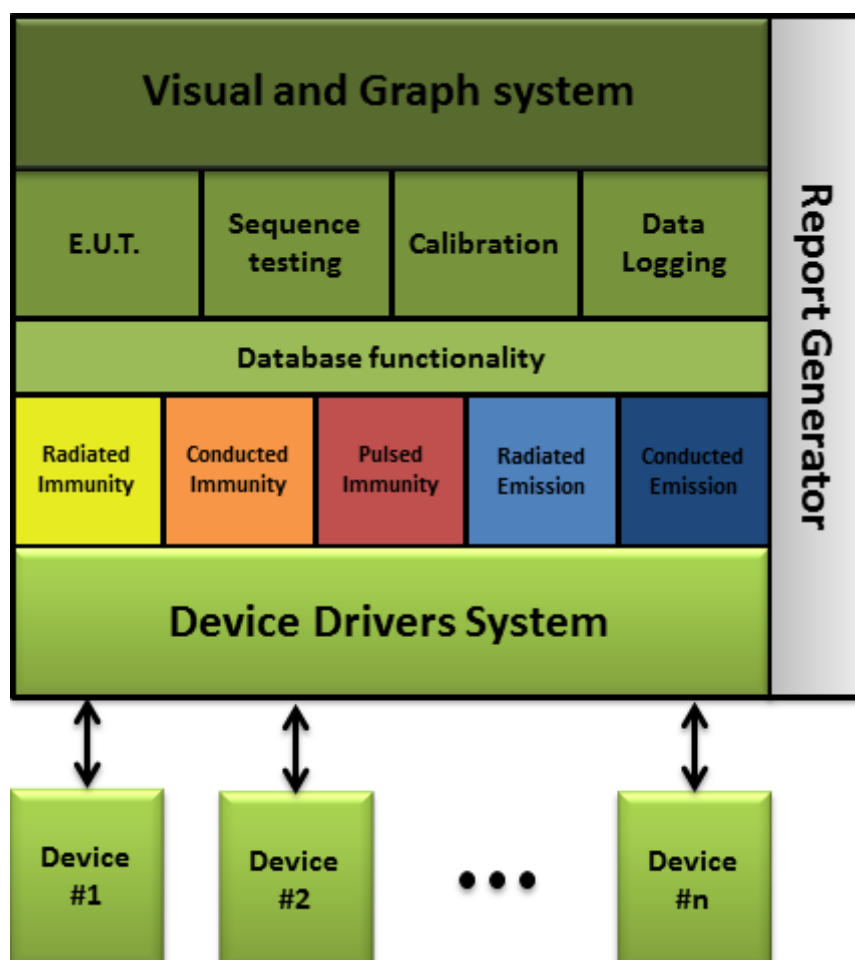 Visual and Graph system
E.U.T.
Sequence
testing
Calibration
Data
Logging
Database functionality
Radiated
Immunity
Conducted
Immunity
Pulsed
Immunity
Radiated
Emission
Conducted
Emission
Device Drivers System
Report Generator
Device
#1
Device
#2
Device
#n